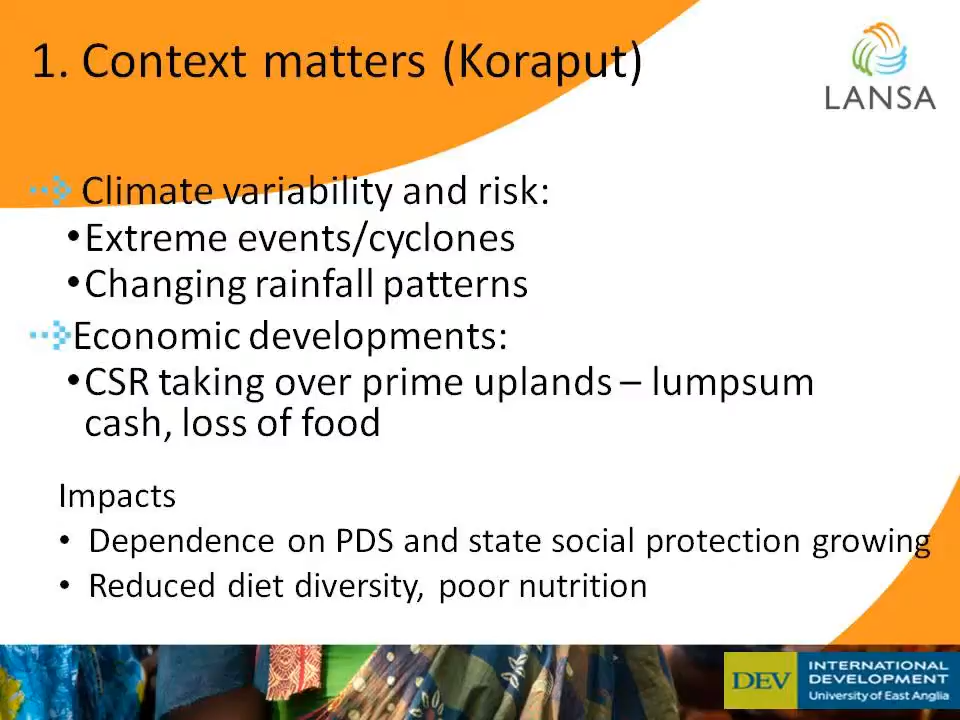 1. Context matters (Koraput)
LANSA
Climate variability and risk:
•Extreme events/cyclones
•Changing rainfall patterns
Economic developments:
•CSR taking over prime uplands – lumpsum
cash, loss of food
Impacts
• Dependence on PDS and state social protection growing
• Reduced diet diversity, poor nutrition
DEV
INTERNATIONAL
DEVELOPMENT
University of East Anglia